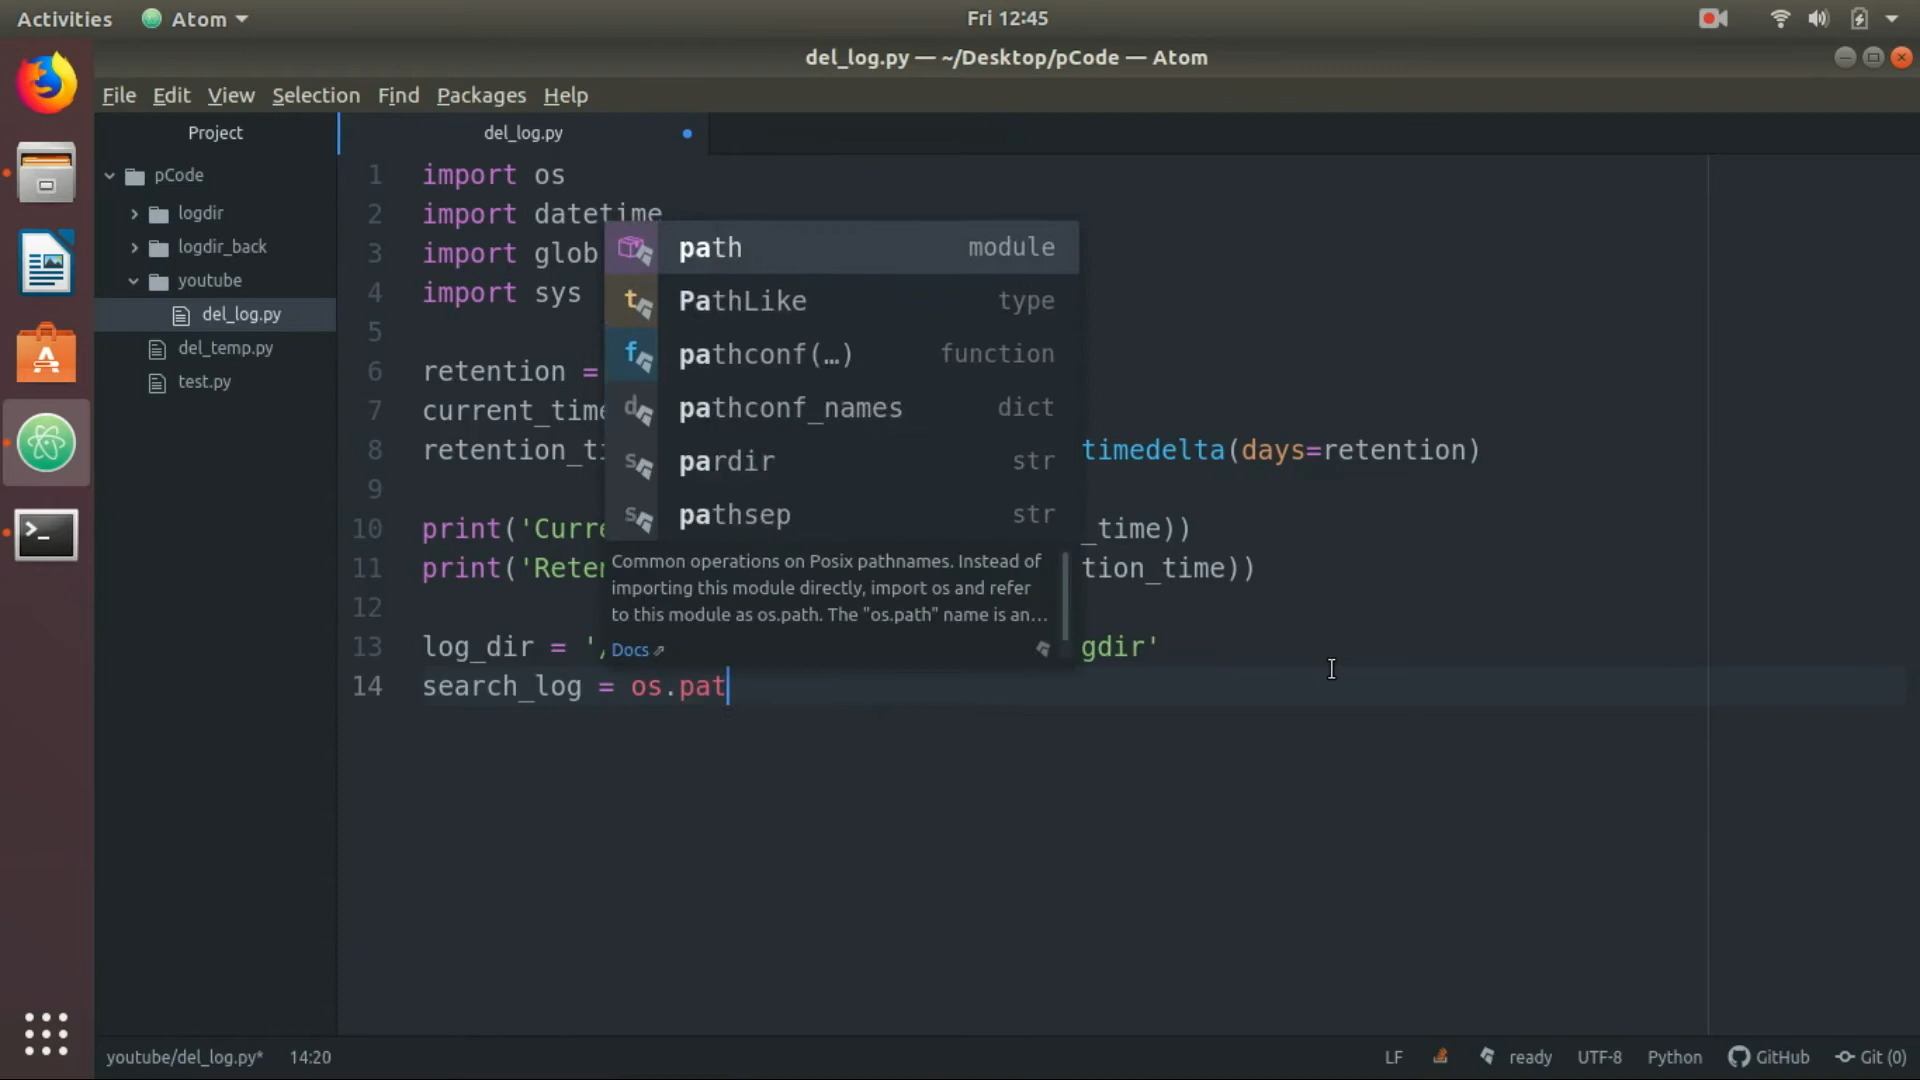 Activities Atom Fri 12:45
del_log.py — ~/Desktop/pCode — Atom
File Edit View Selection Find Packages Help
Project
pCode
logdir
logdir_back
youtube
del_log.py
del_temp.py
test.py
del_log.py
1 import os
2 import datetime
3 import glob
4 import sys
5
6 retention =
7 current_time
8 retention_ti timedelta(days=retention)
9
10 print('Curre _time))
11 print('Reten tion_time))
12
13 log_dir = '/ gdir'
14 search_log = os.pat
path module
t PathLike type
f pathconf(…) function
d pathconf_names dict
s pardir str
s pathsep str
Common operations on Posix pathnames. Instead of
importing this module directly, import os and refer
to this module as os.path. The "os.path" name is an…
Docs
youtube/del_log.py* 14:20 LF ready UTF-8 Python GitHub Git (0)